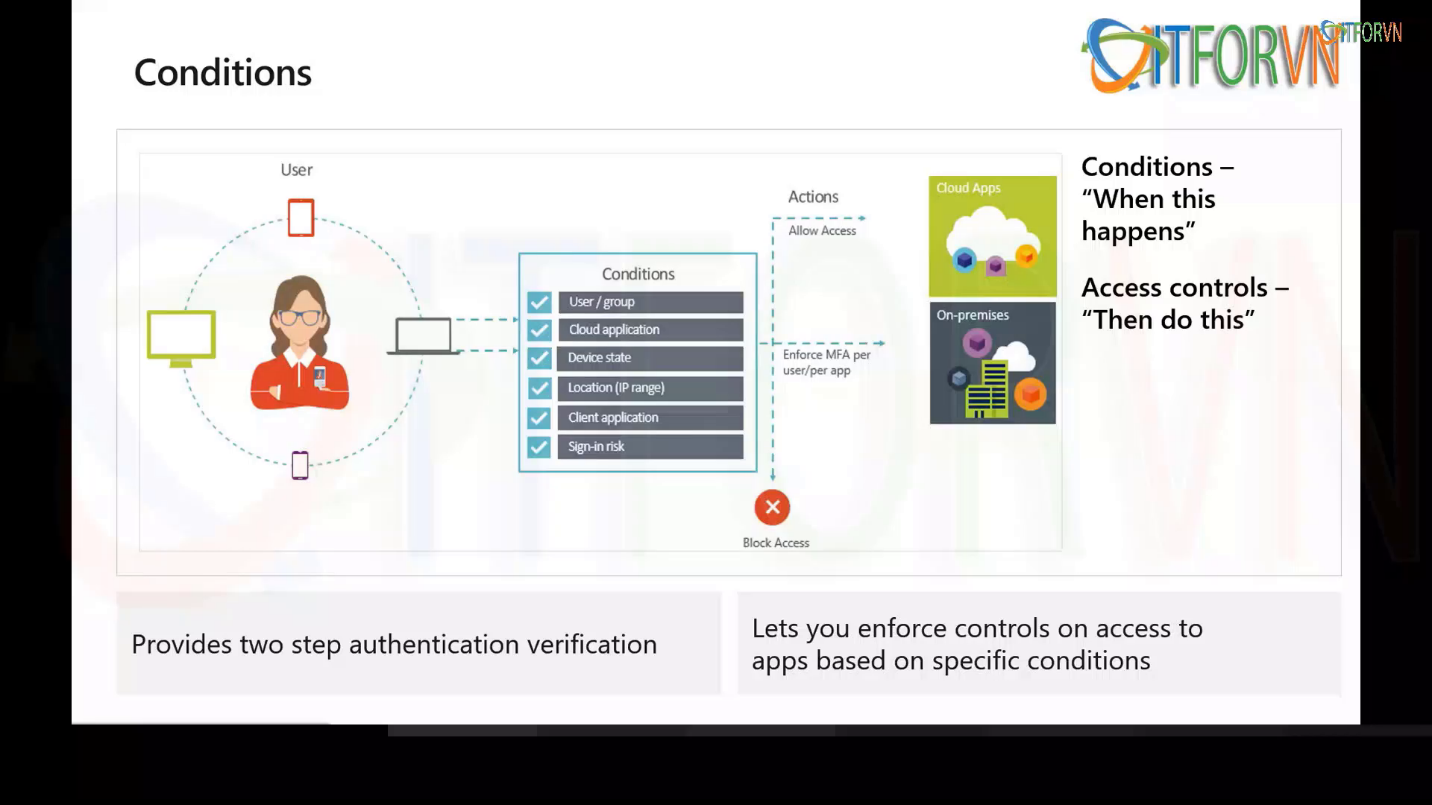 Conditions
ITFORVN
ITFORVN
User
Conditions
User / group
Cloud application
Device state
Location (IP range)
Client application
Sign-in risk
Actions
Allow Access
Enforce MFA per
user/per app
Block Access
Cloud Apps
On-premises
Conditions –
“When this
happens”
Access controls –
“Then do this”
Provides two step authentication verification
Lets you enforce controls on access to
apps based on specific conditions
ITFORVN